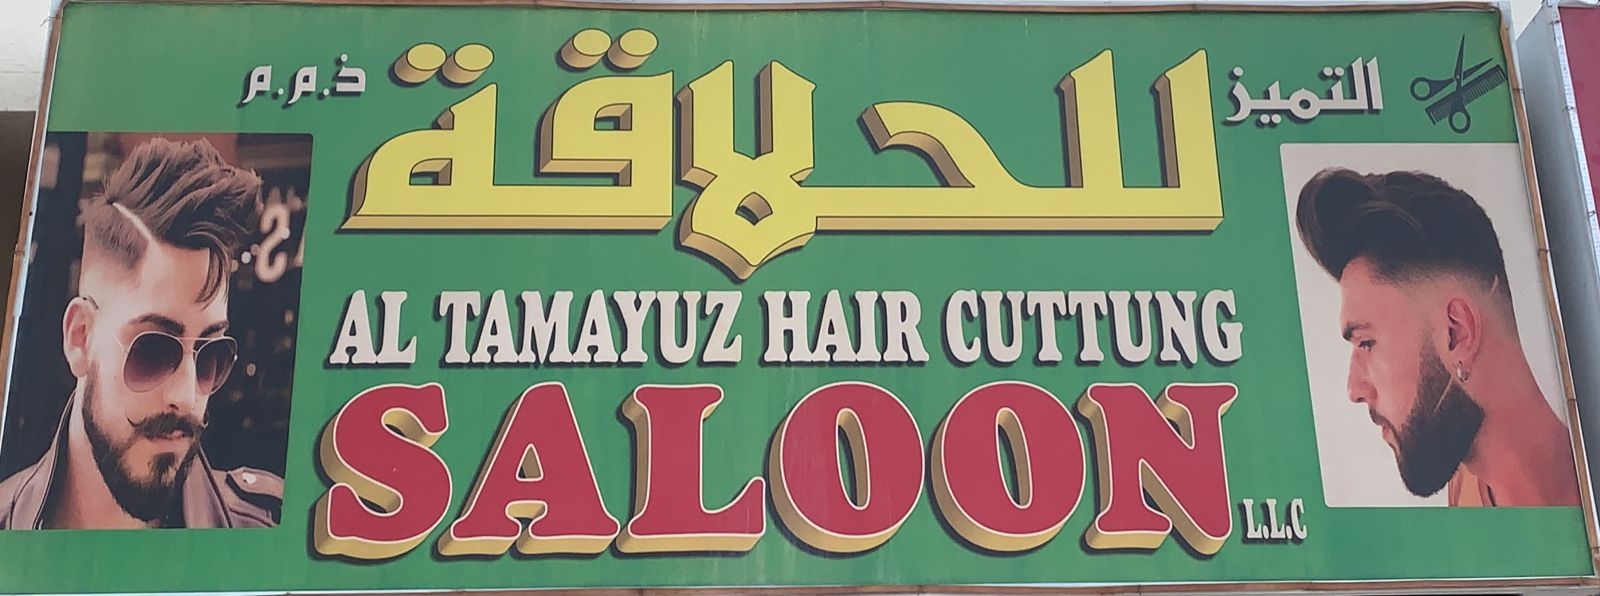 التميز للحلاقة ذ.م.م
AL TAMAYUZ HAIR CUTTUNG
SALOON L.L.C